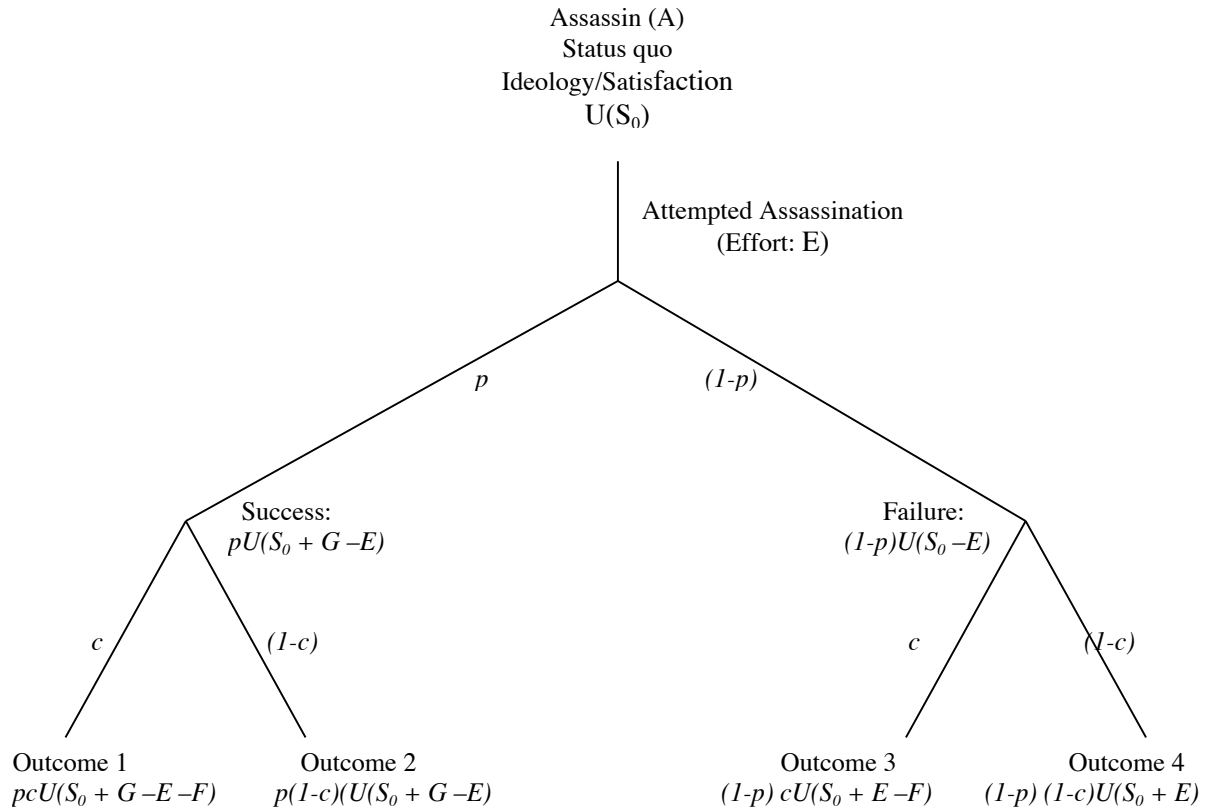 Assassin (A)
Status quo
Ideology/Satisfaction
U(S₀)
Attempted Assassination
(Effort: E)
p
(1-p)
Success:
pU(S₀ + G –E)
Failure:
(1-p)U(S₀ –E)
c
(1-c)
c
(1-c)
Outcome 1
pcU(S₀ + G –E –F)
Outcome 2
p(1-c)(U(S₀ + G –E)
Outcome 3
(1-p) cU(S₀ + E –F)
Outcome 4
(1-p) (1-c)U(S₀ + E)